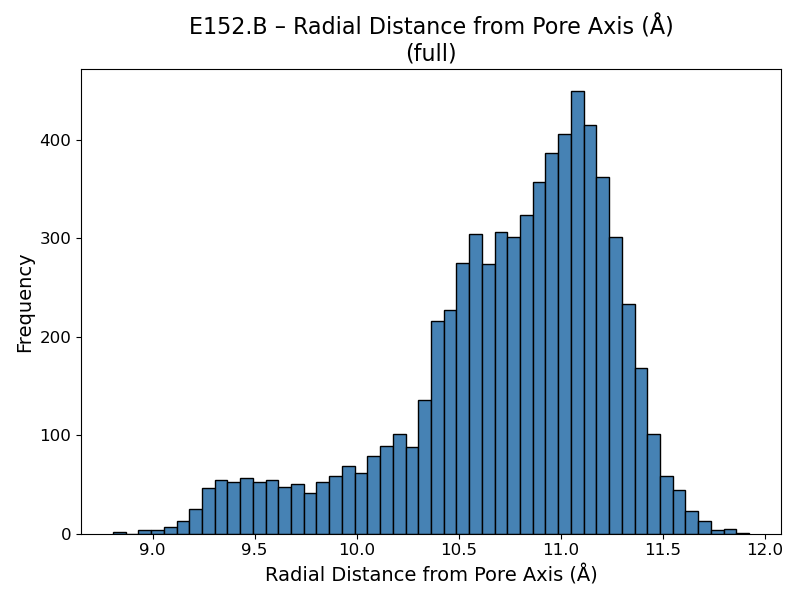 E152.B – Radial Distance from Pore Axis (Å)
(full)
Frequency
400
300
200
100
0
9.0 9.5 10.0 10.5 11.0 11.5 12.0
Radial Distance from Pore Axis (Å)